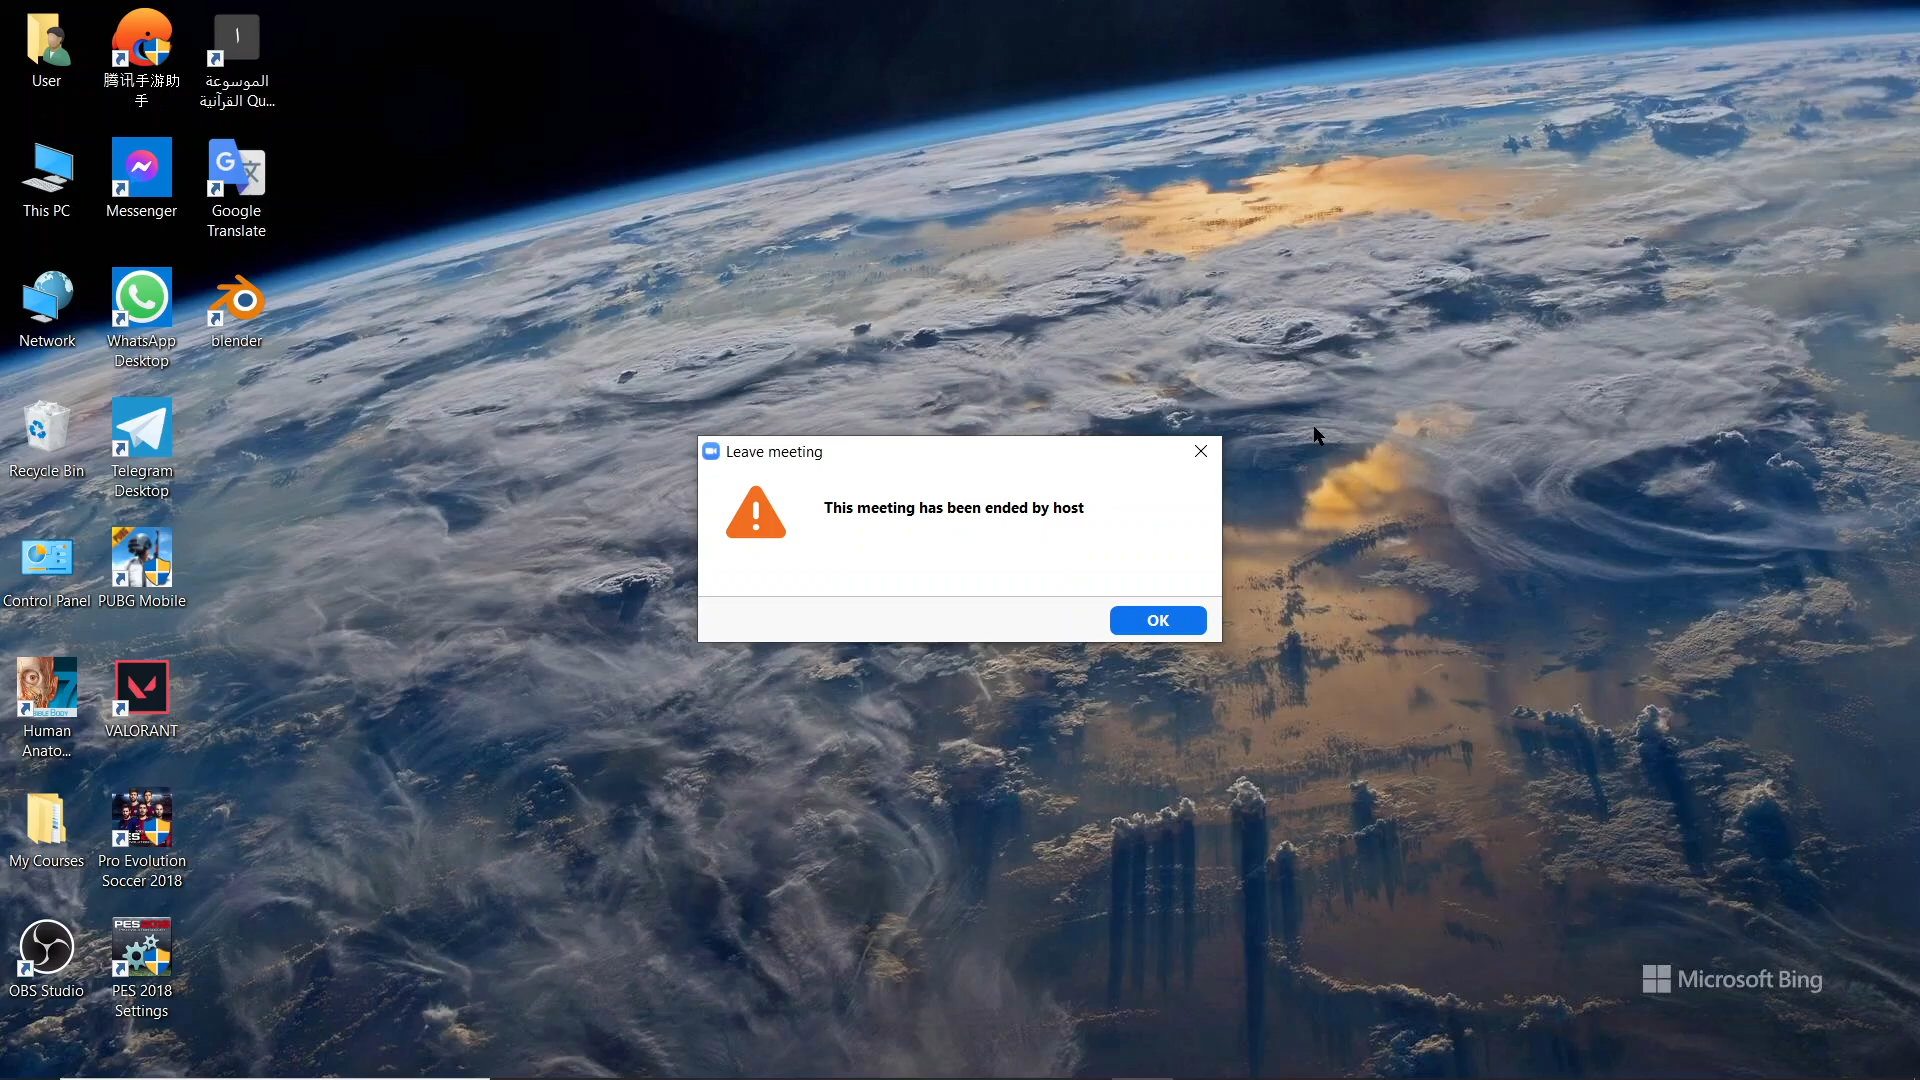 User
腾讯手游助
手
الموسوعة
القرآنية Qu...
This PC
Messenger
Google
Translate
Network
WhatsApp
Desktop
blender
Recycle Bin
Telegram
Desktop
Control Panel
PUBG Mobile
Human
Anato...
VALORANT
My Courses
Pro Evolution
Soccer 2018
OBS Studio
PES 2018
Settings
Leave meeting
This meeting has been ended by host
OK
Microsoft Bing